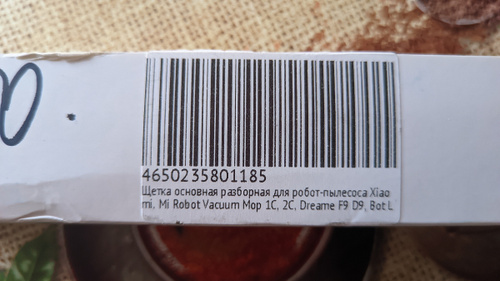 4650235801185
Щетка основная разборная для робот-пылесоса Xiao
mi, Mi Robot Vacuum Mop 1C, 2C, Dreame F9 D9, Bot L